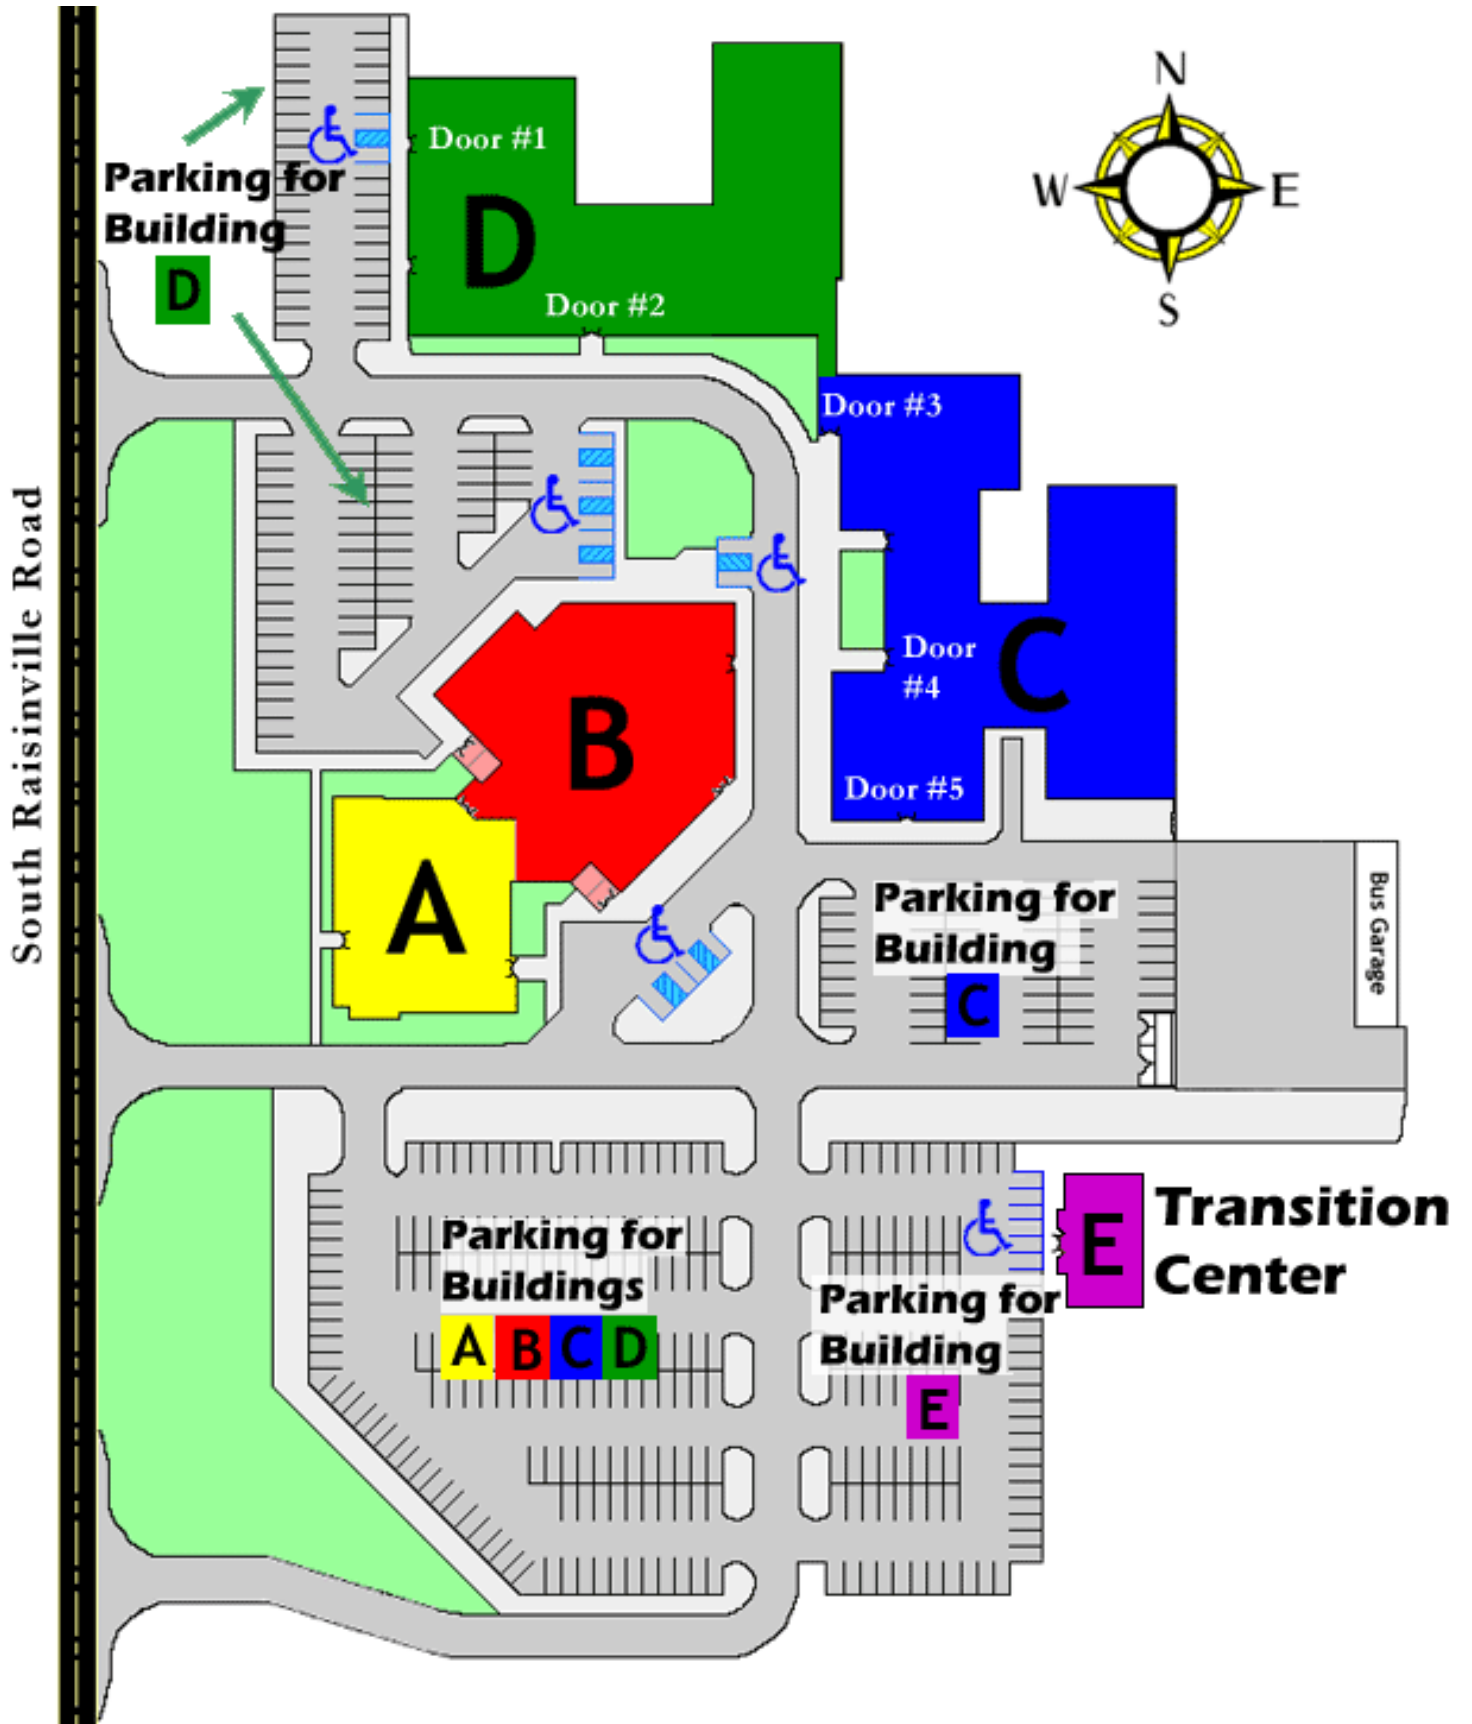 N
W
E
S
Door #1
D
Door #2
Parking for
Building
D
Door #3
Door
#4
C
Door #5
South Raisinville Road
B
A
Parking for
Building
C
Bus Garage
Parking for
Buildings
A B C D
Parking for
Building
E
E
Transition
Center